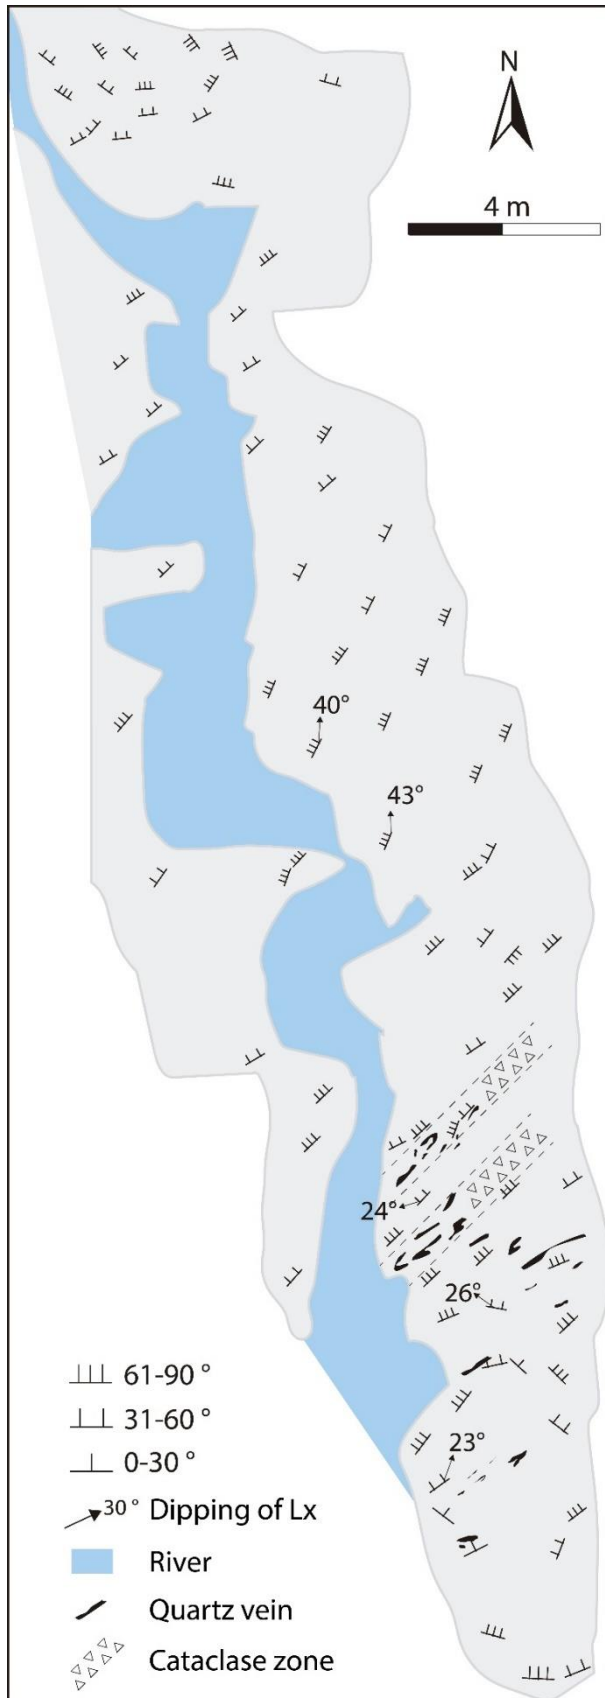 N
4 m
40°
43°
24°
26°
23°
61-90 °
31-60 °
0-30 °
30 ° Dipping of Lx
River
Quartz vein
Cataclase zone